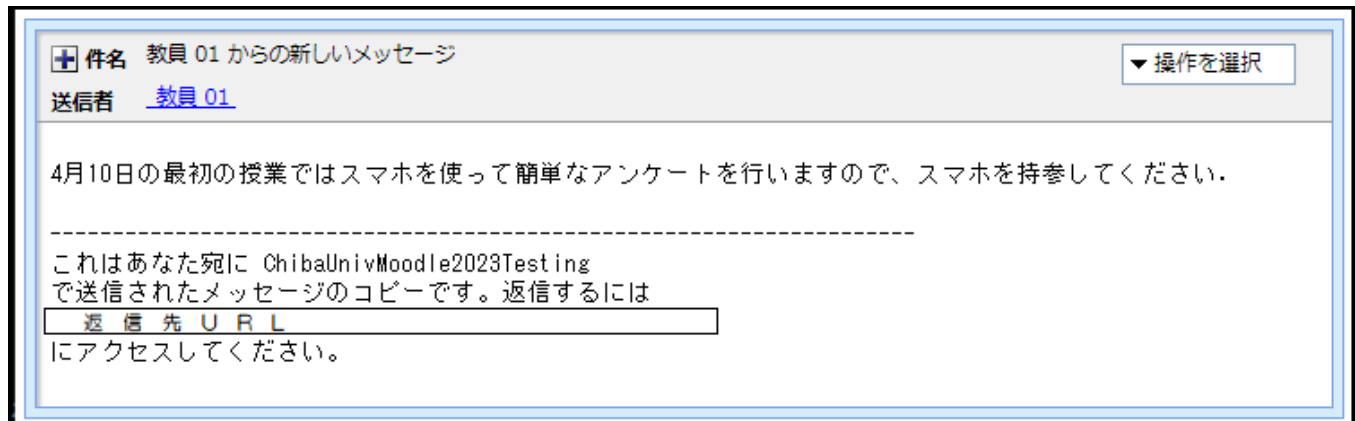 件名 教員 01 からの新しいメッセージ
▼操作を選択
送信者 教員 01
4月10日の最初の授業ではスマホを使って簡単なアンケートを行いますので、スマホを持参してください.
---------------------------------------------------------------------
これはあなた宛に ChibaUnivMoodle2023Testing
で送信されたメッセージのコピーです。返信するには
返 信 先 U R L
にアクセスしてください。